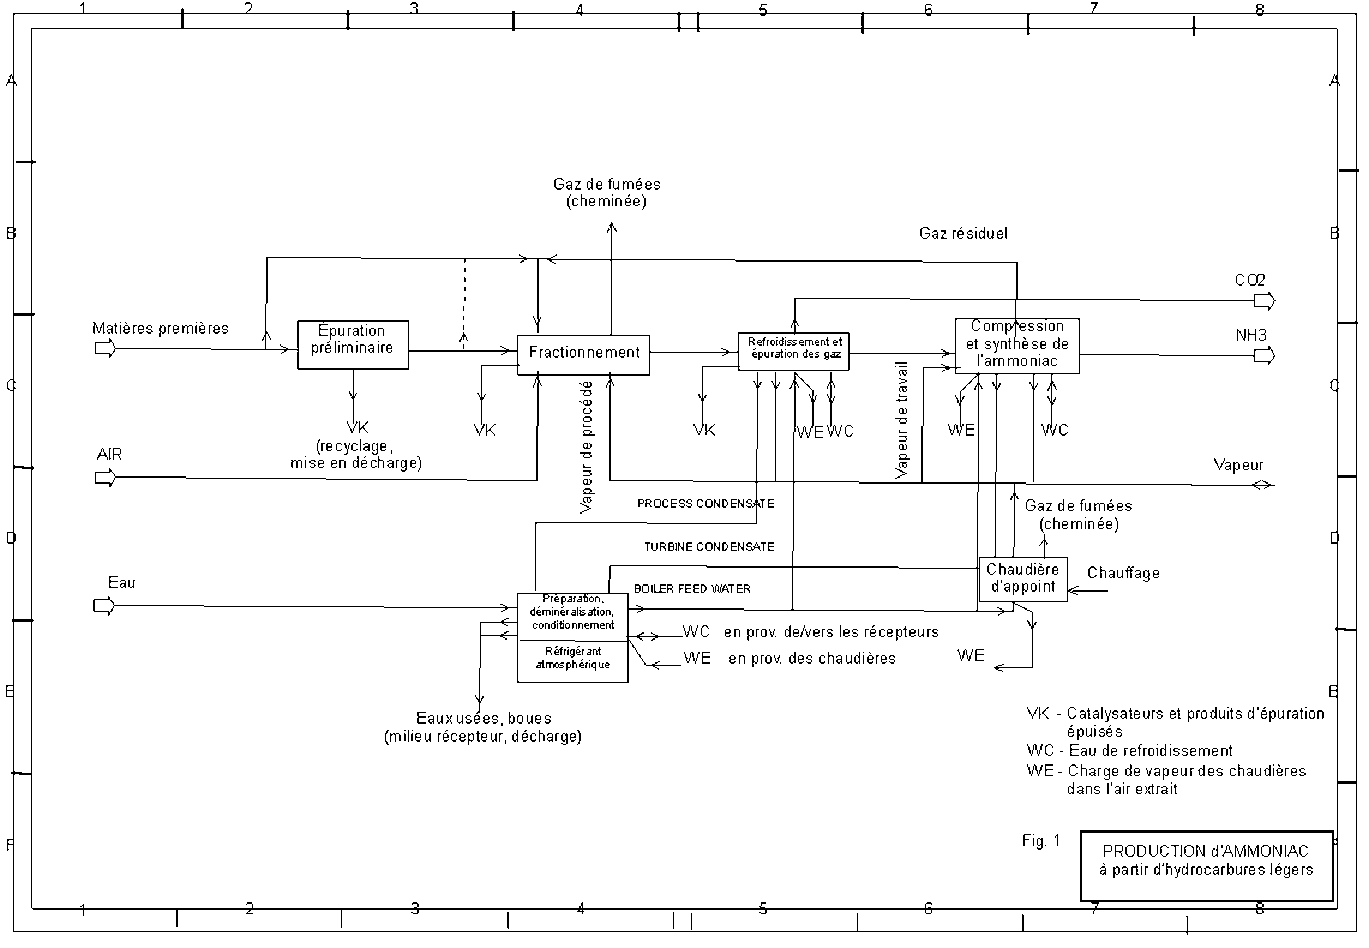 1 2 3 4 5 6 7 8
A A
Gaz de fumées
(cheminée)
B Gaz résiduel B
CO2
Matières premières
Épuration
préliminaire
Fractionnement
Refroidissement et
épuration des gaz
Compression
et synthèse de
l'ammoniac
NH3
C C
VK
(recyclage,
mise en décharge)
VK
Vapeur de procédé
VK
WE WC
Vapeur de travail
WE
WC
AIR
Vapeur
PROCESS CONDENSATE
Gaz de fumées
(cheminée)
D D
TURBINE CONDENSATE
Eau
BOILER FEED WATER
Chaudière
d'appoint
Chauffage
Préparation,
déminéralisation,
conditionnement
Réfrigérant
atmosphérique
WC en prov. de/vers les récepteurs
WE en prov. des chaudières
WE
E E
Eaux usées, boues
(milieu récepteur, décharge)
VK - Catalysateurs et produits d'épuration
épuisés
WC - Eau de refroidissement
WE - Charge de vapeur des chaudières
dans l'air extrait
F F
Fig. 1
PRODUCTION d'AMMONIAC
à partir d'hydrocarbures légers
1 2 3 4 5 6 7 8